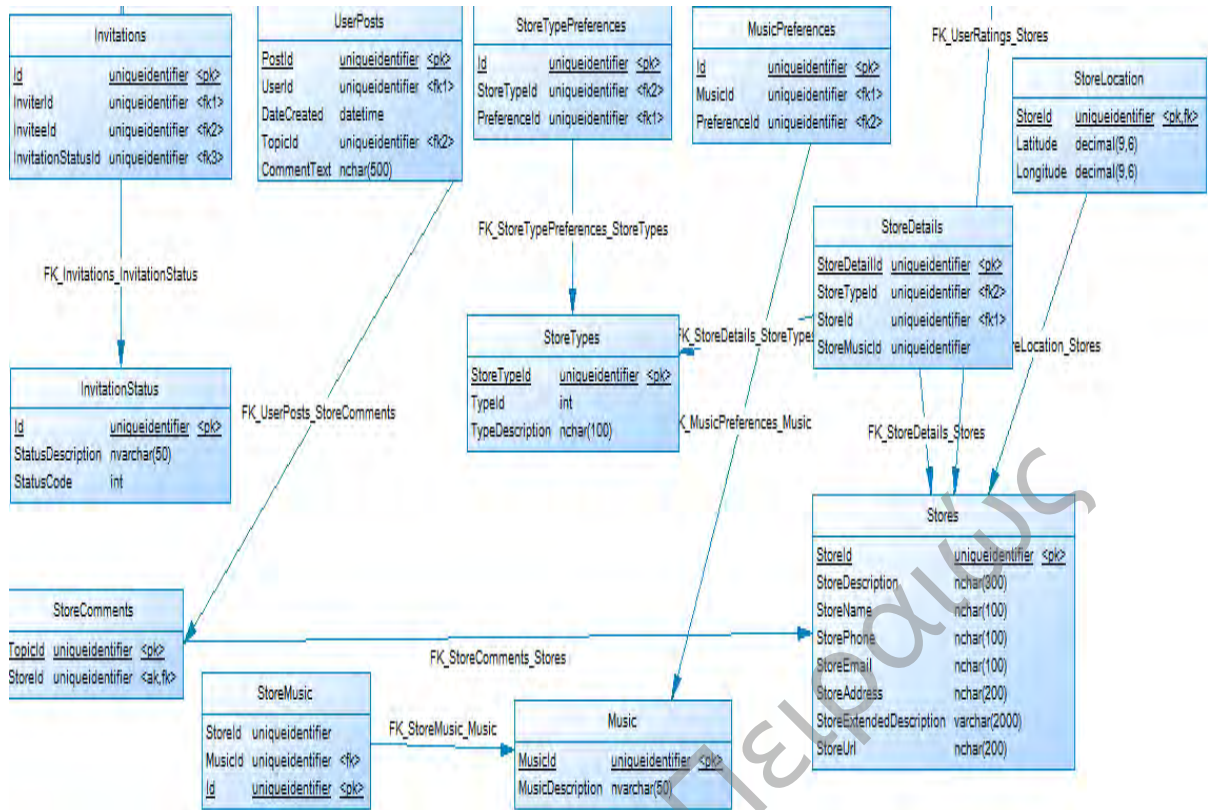 Invitations
Id uniqueidentifier <pk>
InviterId uniqueidentifier <fk1>
InviteeId uniqueidentifier <fk2>
InvitationStatusId uniqueidentifier <fk3>
UserPosts
PostId uniqueidentifier <pk>
UserId uniqueidentifier <fk1>
DateCreated datetime
TopicId uniqueidentifier <fk2>
CommentText nchar(500)
StoreTypePreferences
Id uniqueidentifier <pk>
StoreTypeId uniqueidentifier <fk2>
PreferenceId uniqueidentifier <fk1>
MusicPreferences
Id uniqueidentifier <pk>
MusicId uniqueidentifier <fk1>
PreferenceId uniqueidentifier <fk2>
FK_UserRatings_Stores
StoreLocation
StoreId uniqueidentifier <pk,fk>
Latitude decimal(9,6)
Longitude decimal(9,6)
FK_Invitations_InvitationStatus
FK_StoreTypePreferences_StoreTypes
StoreDetails
StoreDetailId uniqueidentifier <pk>
StoreTypeId uniqueidentifier <fk2>
StoreId uniqueidentifier <fk1>
StoreMusicId uniqueidentifier
StoreTypes
StoreTypeId uniqueidentifier <pk>
TypeId int
TypeDescription nchar(100)
FK_StoreDetails_StoreTypes
reLocation_Stores
InvitationStatus
Id uniqueidentifier <pk>
StatusDescription nvarchar(50)
StatusCode int
FK_UserPosts_StoreComments
K_MusicPreferences_Music
FK_StoreDetails_Stores
Stores
StoreId uniqueidentifier <pk>
StoreDescription nchar(300)
StoreName nchar(100)
StorePhone nchar(100)
StoreEmail nchar(100)
StoreAddress nchar(200)
StoreExtendedDescription varchar(2000)
StoreUrl nchar(200)
StoreComments
TopicId uniqueidentifier <pk>
StoreId uniqueidentifier <ak,fk>
FK_StoreComments_Stores
StoreMusic
StoreId uniqueidentifier
MusicId uniqueidentifier <fk>
Id uniqueidentifier <pk>
FK_StoreMusic_Music
Music
MusicId uniqueidentifier <pk>
MusicDescription nvarchar(50)
Πειραιώς